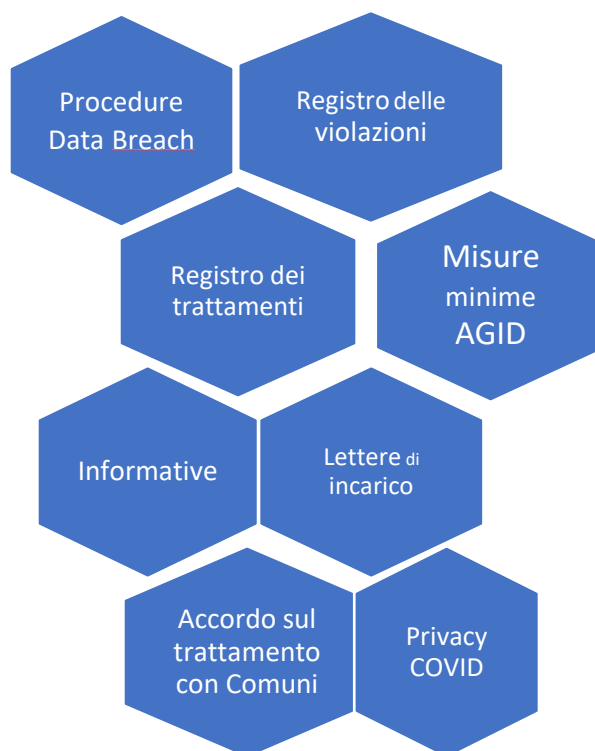 Procedure
Data Breach
Registro delle
violazioni
Registro dei
trattamenti
Misure
minime
AGID
Informative
Lettere di
incarico
Accordo sul
trattamento
con Comuni
Privacy
COVID